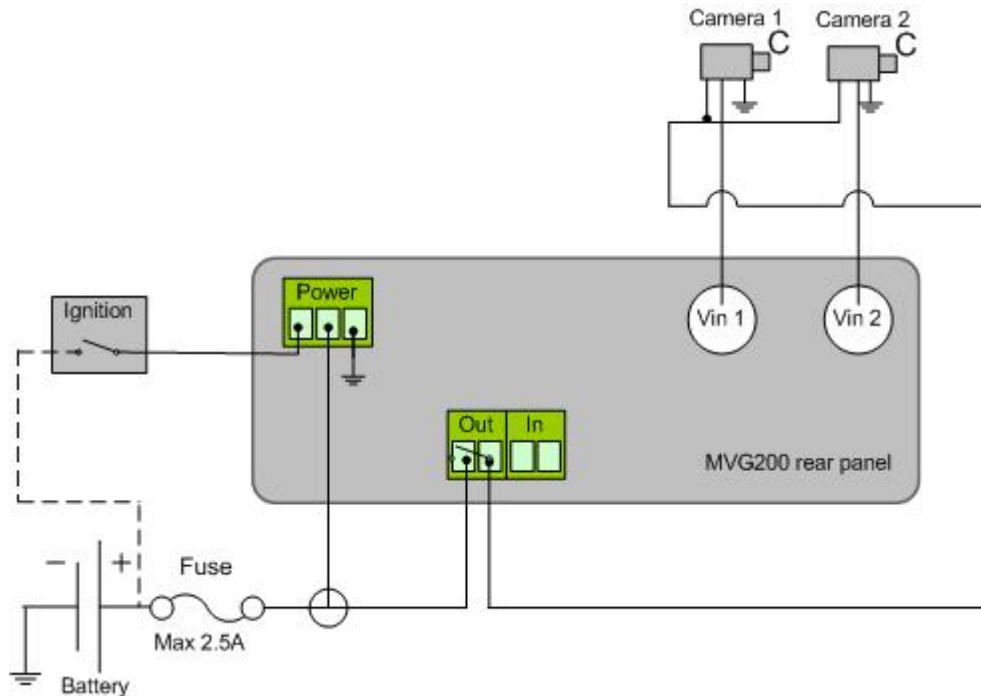 Camera 1
Camera 2
C
C
Power
Ignition
Vin 1
Vin 2
Out
In
MVG200 rear panel
−
+
Fuse
Max 2.5A
Battery